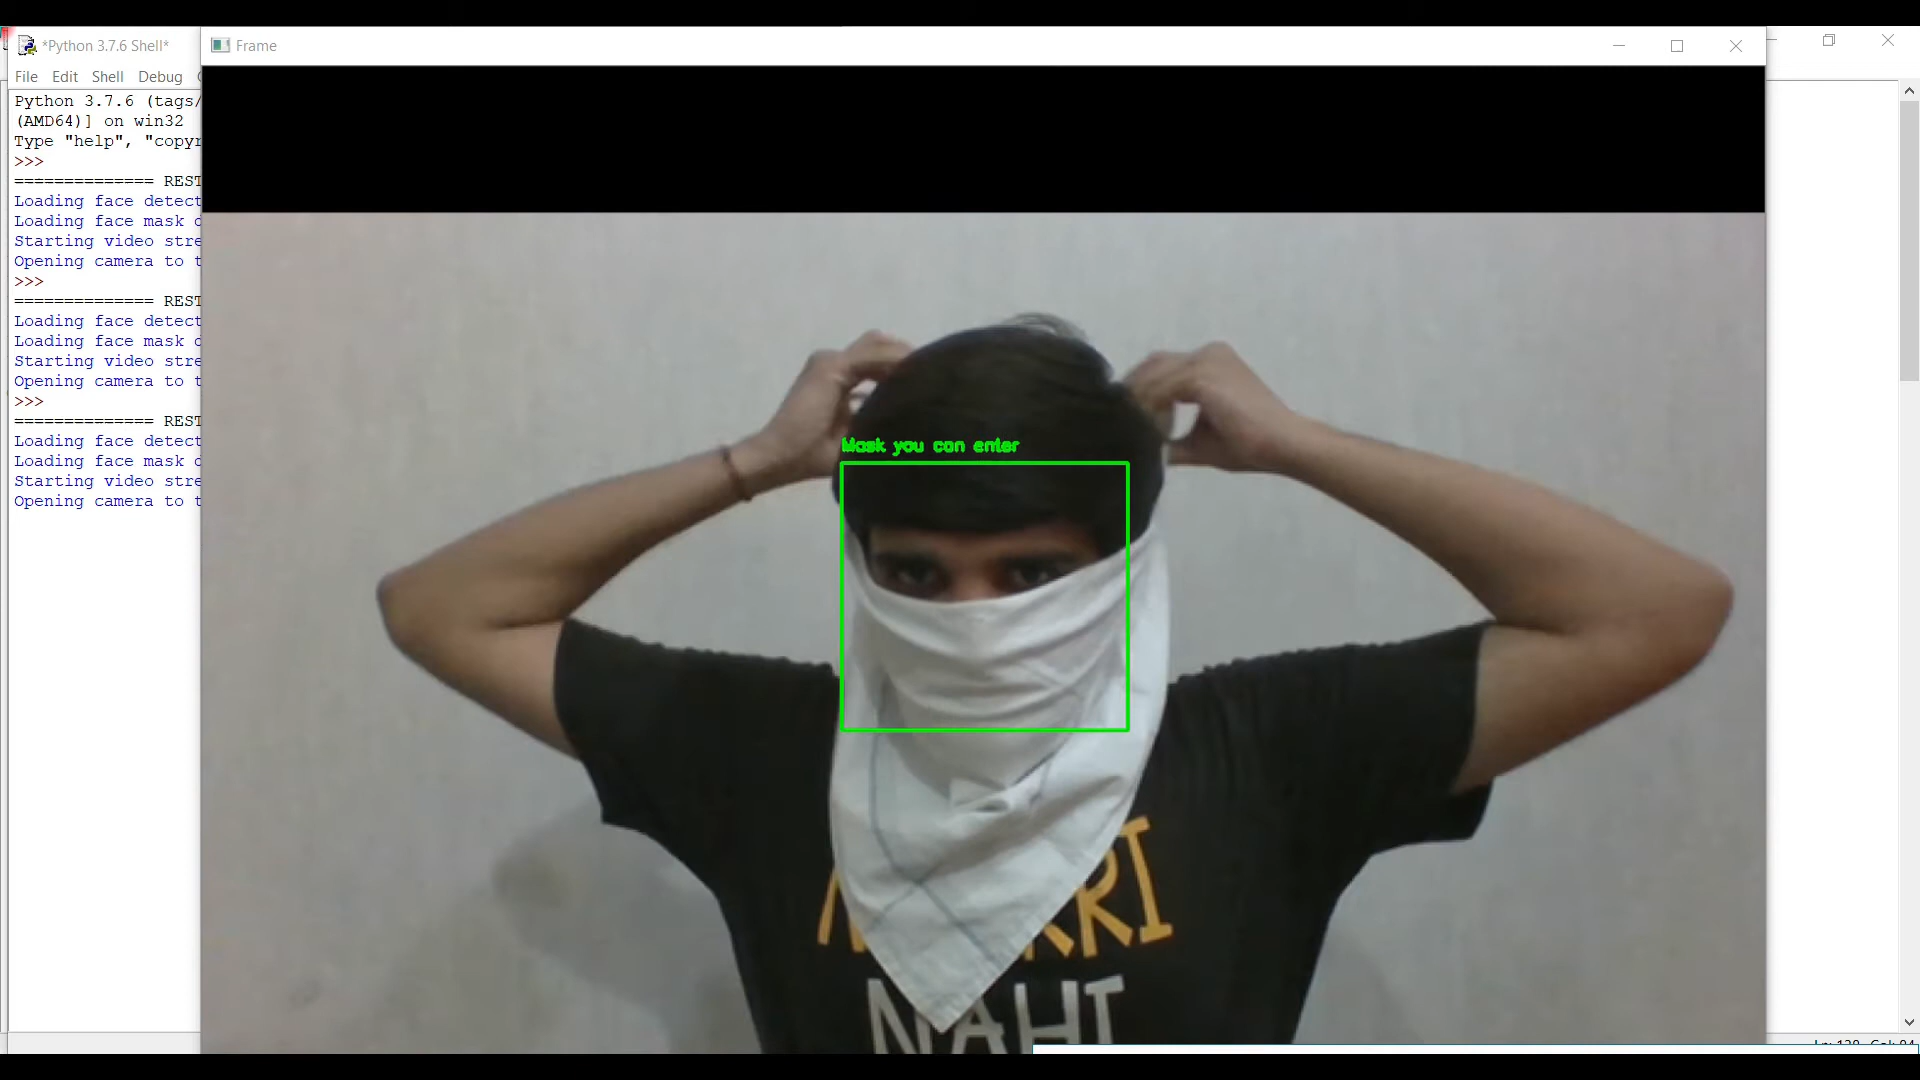 *Python 3.7.6 Shell*
Frame
File Edit Shell Debug
Python 3.7.6 (tags/
(AMD64)] on win32
Type "help", "copyr
>>>
============== REST
Loading face detect
Loading face mask d
Starting video stre
Opening camera to t
>>>
============== REST
Loading face detect
Loading face mask d
Starting video stre
Opening camera to t
>>>
============== REST
Loading face detect
Loading face mask d
Starting video stre
Opening camera to t
Mask you can enter
NAHI